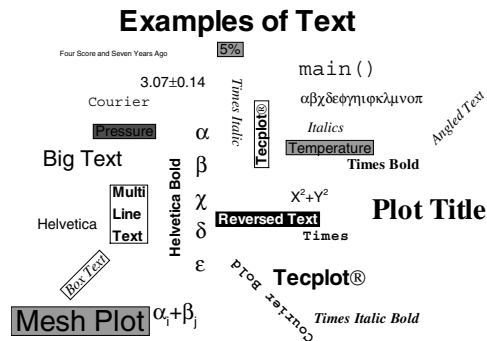 Examples of Text
Four Score and Seven Years Ago
5%
3.07±0.14
Times Italic
main()
Courier
αβχδεϕγηιφκλμνοπ
Angled Text
Pressure
α
β
χ
δ
ε
Tecplot®
Italics
Temperature
Big Text
Times Bold
Helvetica Bold
Multi
Line
Text
X²+Y²
Plot Title
Helvetica
Reversed Text
Times
Box Text
Courier Bold
Tecplot®
Mesh Plot
αᵢ+βⱼ
Times Italic Bold